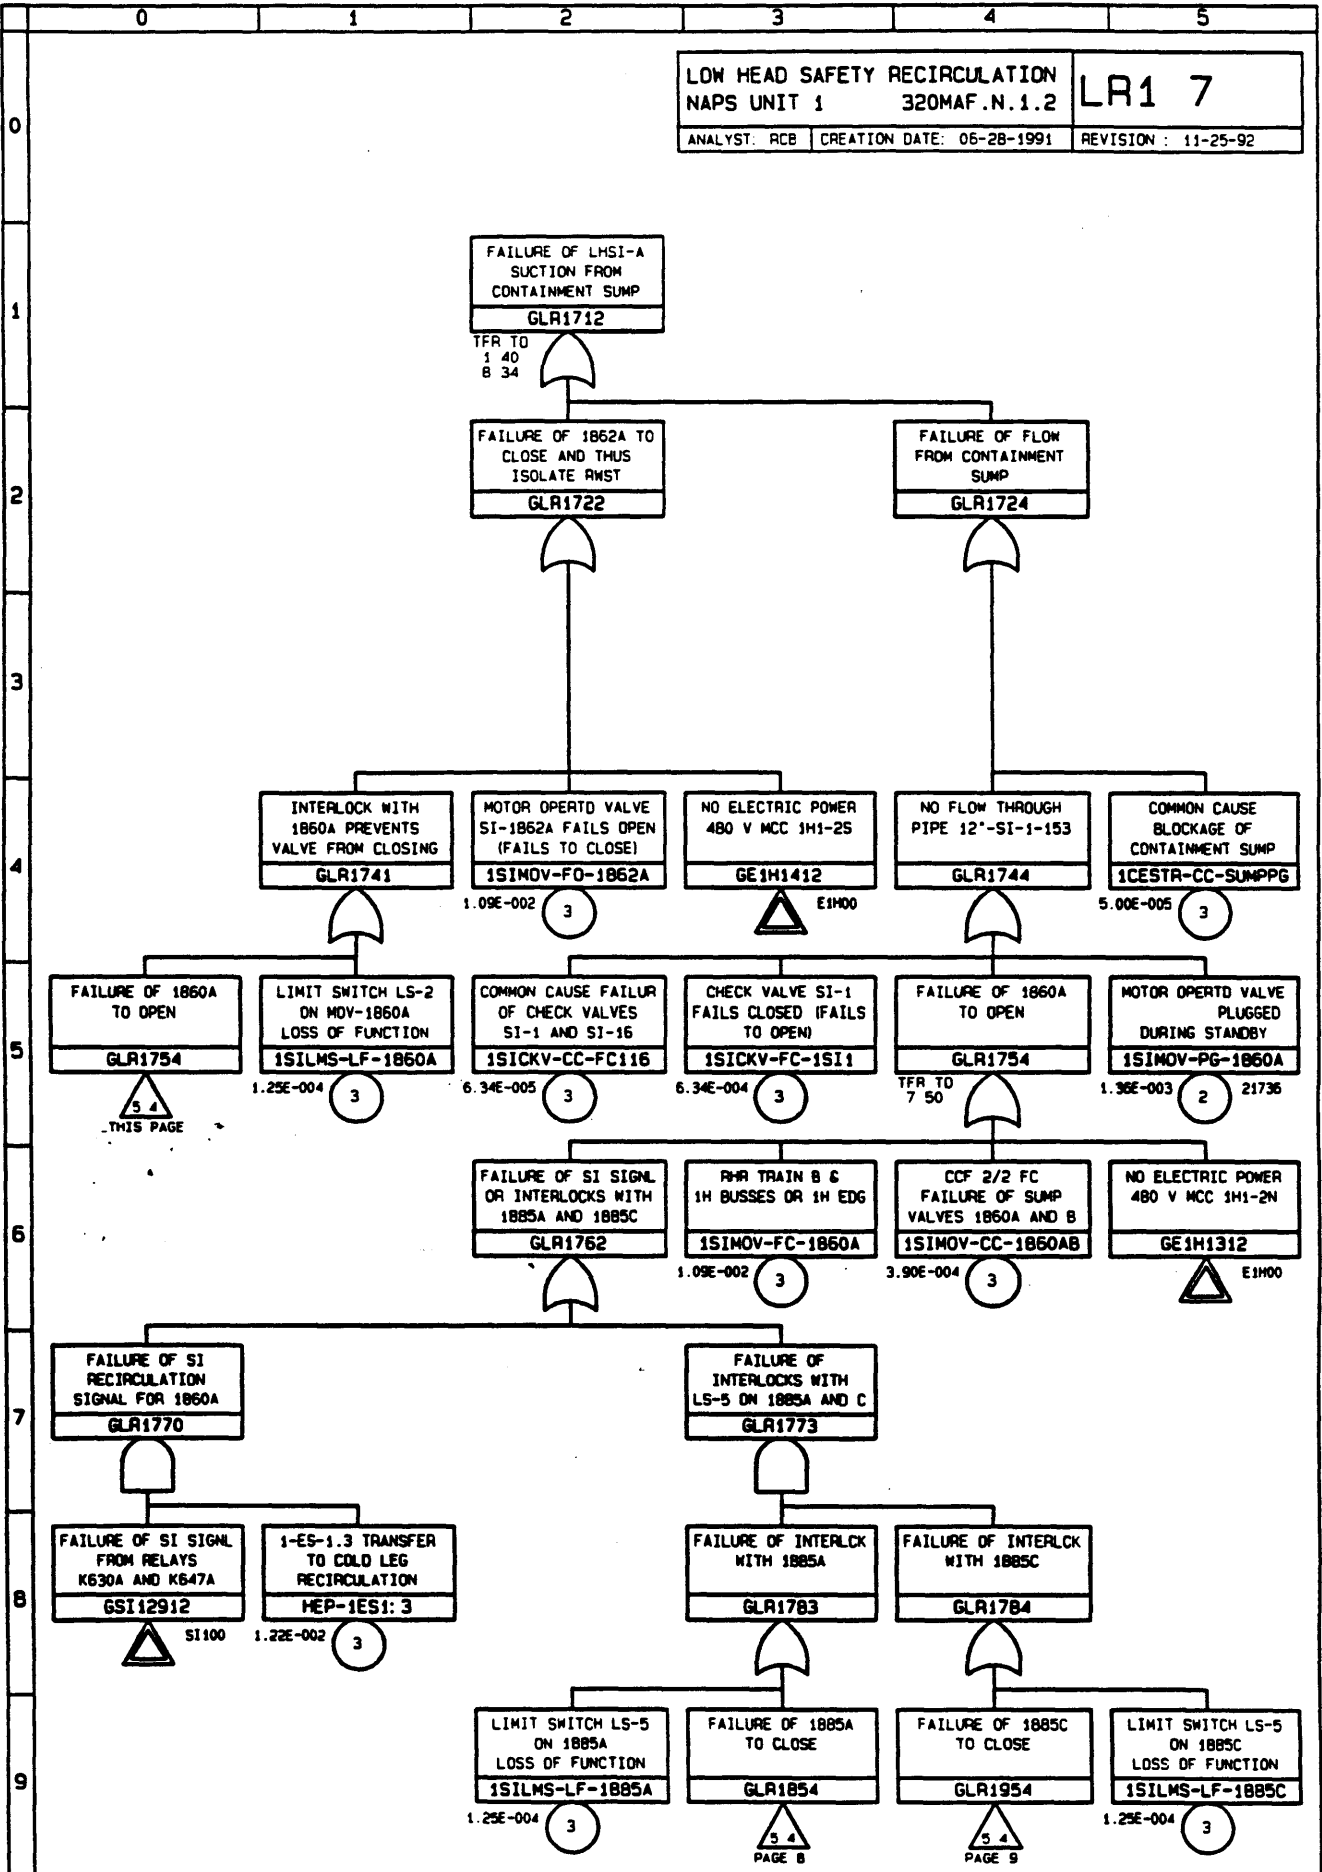 0 1 2 3 4 5
LOW HEAD SAFETY RECIRCULATION
NAPS UNIT 1 320MAF.N.1.2
LR1 7
ANALYST: RCB CREATION DATE: 06-28-1991 REVISION : 11-25-92
0
FAILURE OF LHSI-A
SUCTION FROM
CONTAINMENT SUMP
GLR1712
1
TFR TO
1 40
8 34
FAILURE OF 1862A TO
CLOSE AND THUS
ISOLATE RWST
GLR1722
FAILURE OF FLOW
FROM CONTAINMENT
SUMP
GLR1724
2
3
INTERLOCK WITH
1860A PREVENTS
VALVE FROM CLOSING
GLR1741
MOTOR OPERTD VALVE
SI-1862A FAILS OPEN
(FAILS TO CLOSE)
1SIMOV-FO-1862A
1.09E-002 3
NO ELECTRIC POWER
480 V MCC 1H1-2S
GE1H1412
E1H00
NO FLOW THROUGH
PIPE 12"-SI-1-153
GLR1744
COMMON CAUSE
BLOCKAGE OF
CONTAINMENT SUMP
1CESTR-CC-SUMPPG
5.00E-005 3
4
FAILURE OF 1860A
TO OPEN
GLR1754
5 4
THIS PAGE
LIMIT SWITCH LS-2
ON MOV-1860A
LOSS OF FUNCTION
1SILMS-LF-1860A
1.25E-004 3
COMMON CAUSE FAILUR
OF CHECK VALVES
SI-1 AND SI-16
1SICKV-CC-FC116
6.34E-005 3
CHECK VALVE SI-1
FAILS CLOSED (FAILS
TO OPEN)
1SICKV-FC-1SI1
6.34E-004 3
FAILURE OF 1860A
TO OPEN
GLR1754
TFR TO
7 50
MOTOR OPERTD VALVE
PLUGGED
DURING STANDBY
1SIMOV-PG-1860A
1.36E-003 2 21736
5
FAILURE OF SI SIGNL
OR INTERLOCKS WITH
1885A AND 1885C
GLR1762
RHR TRAIN B &
1H BUSSES OR 1H EDG
1SIMOV-FC-1860A
1.09E-002 3
CCF 2/2 FC
FAILURE OF SUMP
VALVES 1860A AND B
1SIMOV-CC-1860AB
3.90E-004 3
NO ELECTRIC POWER
480 V MCC 1H1-2N
GE1H1312
E1H00
6
FAILURE OF SI
RECIRCULATION
SIGNAL FOR 1860A
GLR1770
FAILURE OF
INTERLOCKS WITH
LS-5 ON 1885A AND C
GLR1773
7
FAILURE OF SI SIGNL
FROM RELAYS
K630A AND K647A
GSI12912
SI100
1-ES-1.3 TRANSFER
TO COLD LEG
RECIRCULATION
HEP-1ES1:3
1.22E-002 3
FAILURE OF INTERLCK
WITH 1885A
GLR1783
FAILURE OF INTERLCK
WITH 1885C
GLR1784
8
LIMIT SWITCH LS-5
ON 1885A
LOSS OF FUNCTION
1SILMS-LF-1885A
1.25E-004 3
FAILURE OF 1885A
TO CLOSE
GLR1854
5 4
PAGE 8
FAILURE OF 1885C
TO CLOSE
GLR1954
5 4
PAGE 9
LIMIT SWITCH LS-5
ON 1885C
LOSS OF FUNCTION
1SILMS-LF-1885C
1.25E-004 3
9